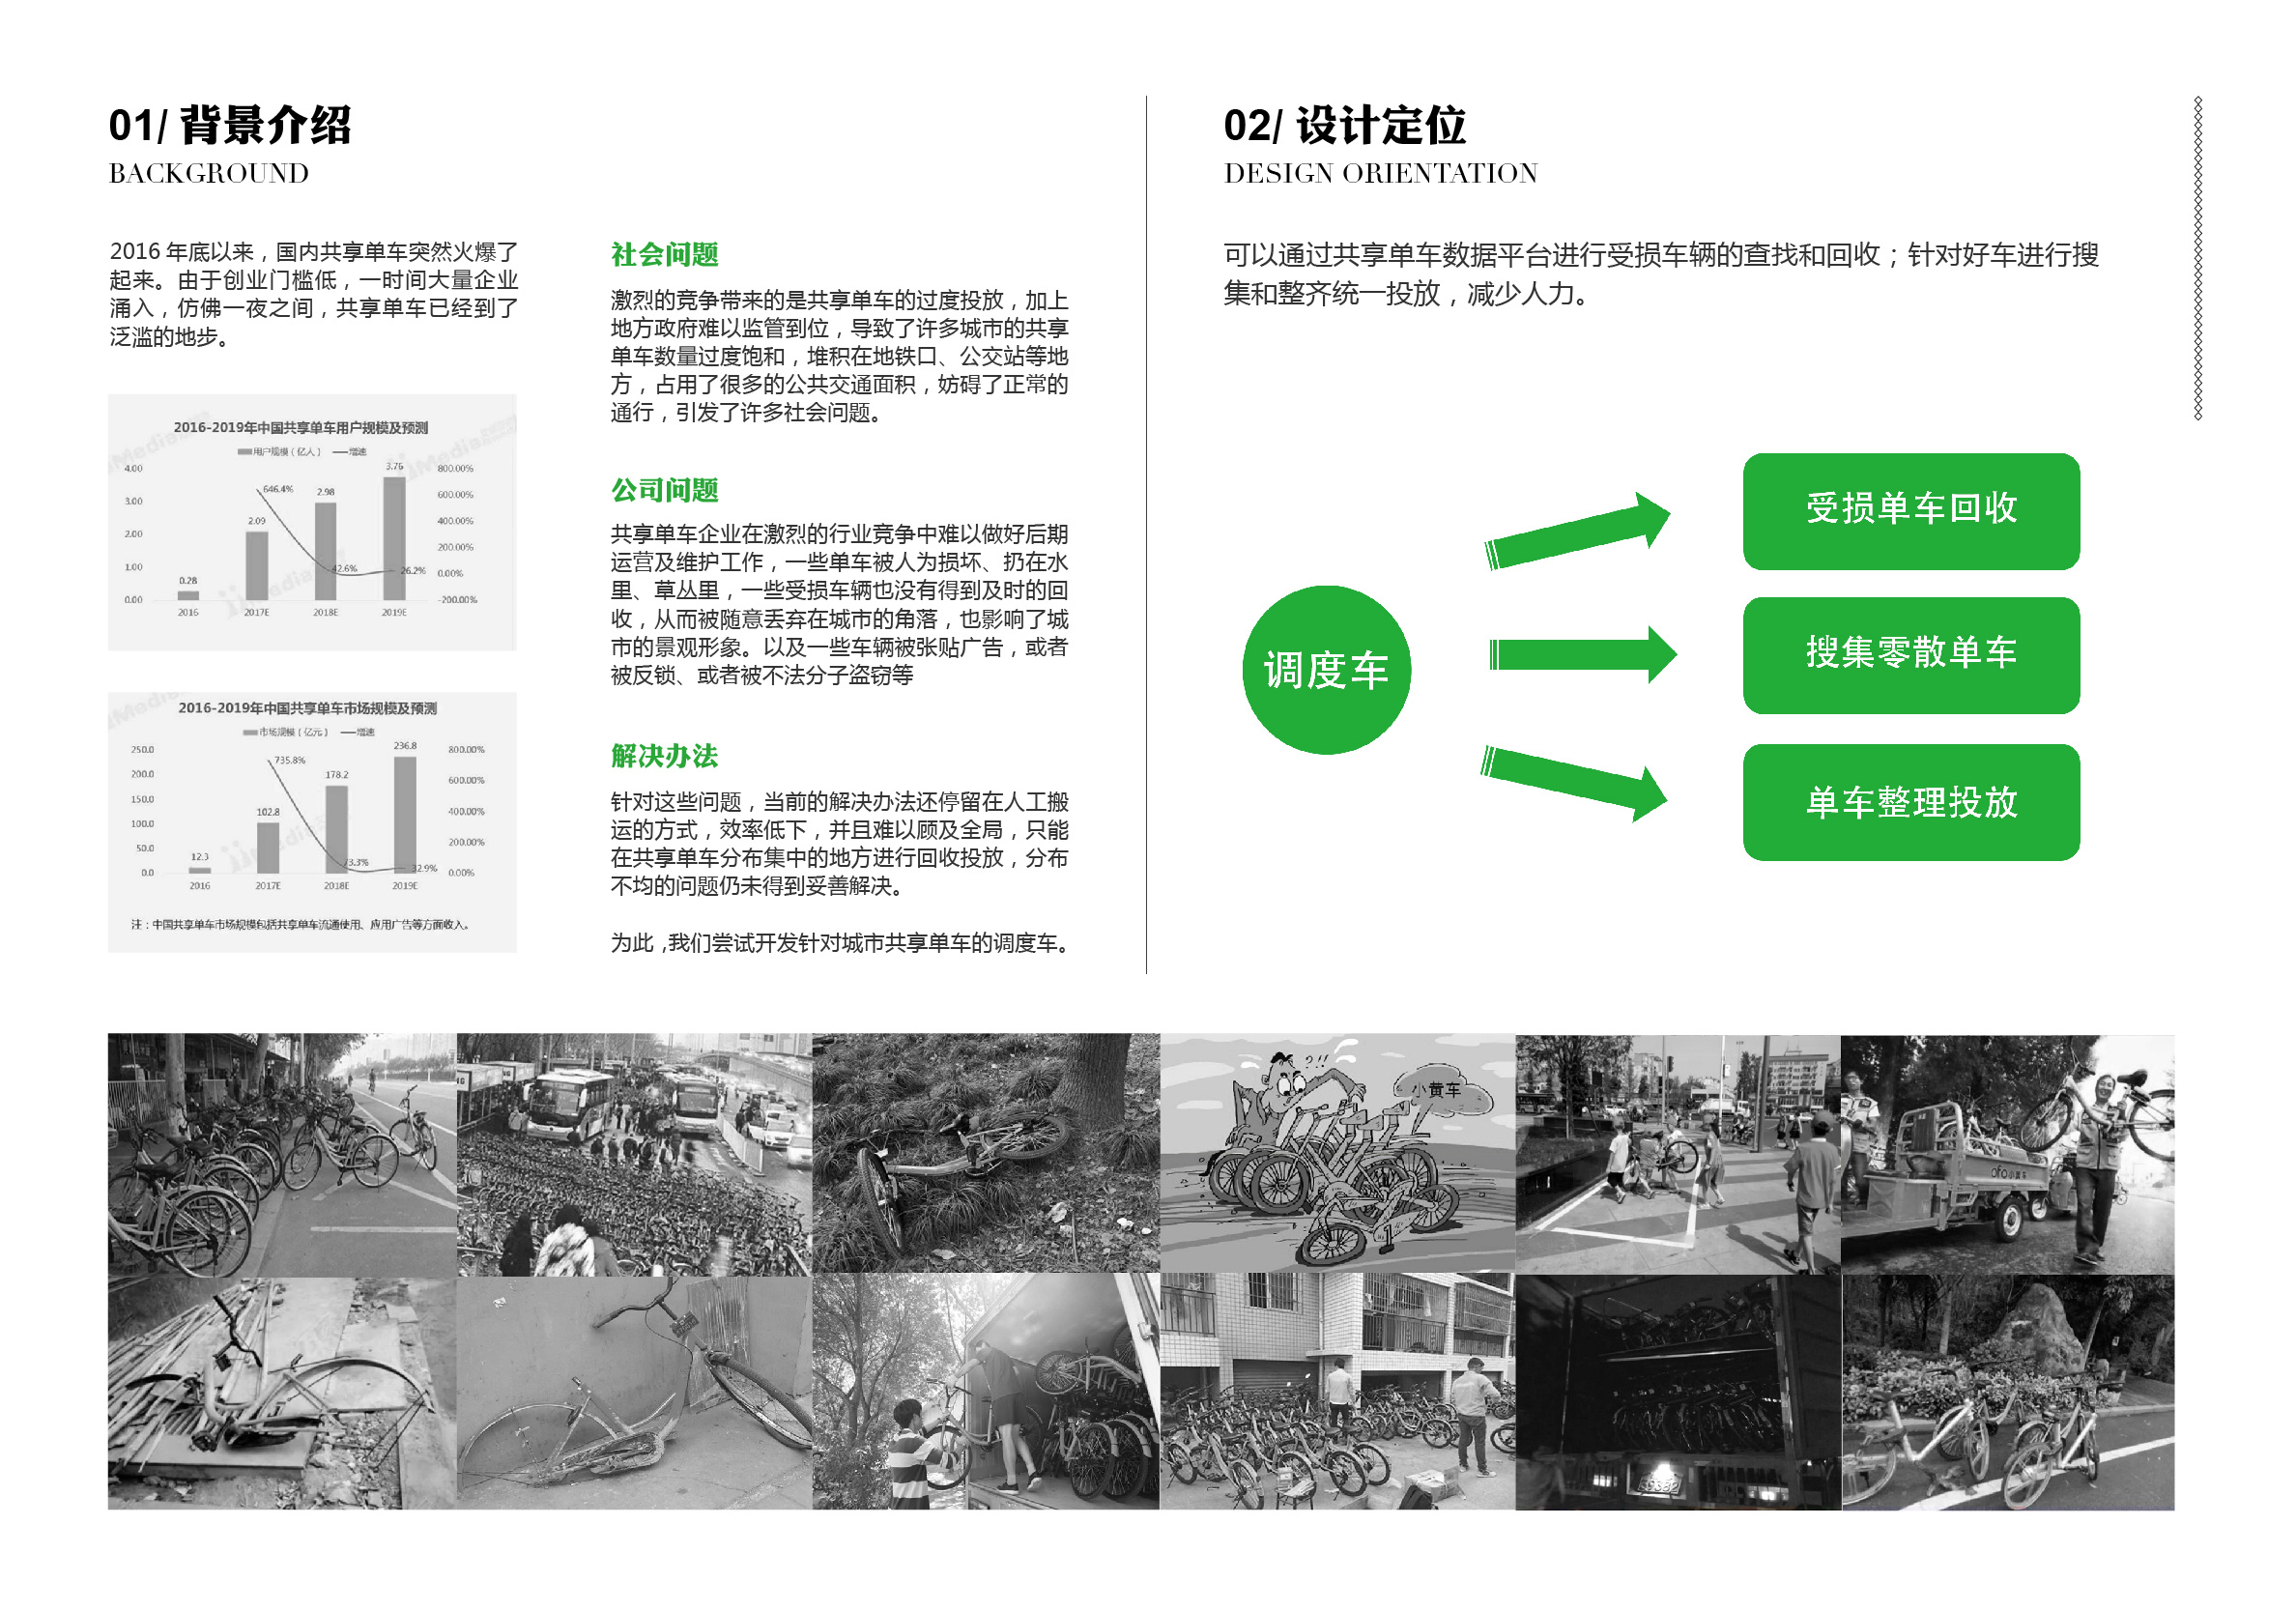 01/ 背景介绍
BACKGROUND
2016 年底以来，国内共享单车突然火爆了
起来。由于创业门槛低，一时间大量企业
涌入，仿佛一夜之间，共享单车已经到了
泛滥的地步。
2016-2019年中国共享单车用户规模及预测
用户规模（亿人） 增速
4.00
3.00
2.00
1.00
0.00
0.28
2.09
2.98
3.76
646.4%
42.6%
26.2%
800.00%
600.00%
400.00%
200.00%
0.00%
-200.00%
2016 2017E 2018E 2019E
2016-2019年中国共享单车市场规模及预测
市场规模（亿元） 增速
250.0
200.0
150.0
100.0
50.0
0.0
12.3
102.8
178.2
236.8
735.8%
73.3%
32.9%
800.00%
600.00%
400.00%
200.00%
0.00%
2016 2017E 2018E 2019E
注：中国共享单车市场规模包括共享单车流通使用、应用广告等方面收入。
社会问题
激烈的竞争带来的是共享单车的过度投放，加上
地方政府难以监管到位，导致了许多城市的共享
单车数量过度饱和，堆积在地铁口、公交站等地
方，占用了很多的公共交通面积，妨碍了正常的
通行，引发了许多社会问题。
公司问题
共享单车企业在激烈的行业竞争中难以做好后期
运营及维护工作，一些单车被人为损坏、扔在水
里、草丛里，一些受损车辆也没有得到及时的回
收，从而被随意丢弃在城市的角落，也影响了城
市的景观形象。以及一些车辆被张贴广告，或者
被反锁、或者被不法分子盗窃等
解决办法
针对这些问题，当前的解决办法还停留在人工搬
运的方式，效率低下，并且难以顾及全局，只能
在共享单车分布集中的地方进行回收投放，分布
不均的问题仍未得到妥善解决。
为此，我们尝试开发针对城市共享单车的调度车。
02/ 设计定位
DESIGN ORIENTATION
可以通过共享单车数据平台进行受损车辆的查找和回收；针对好车进行搜
集和整齐统一投放，减少人力。
调度车
受损单车回收
搜集零散单车
单车整理投放
小黄车
ofo小黄车